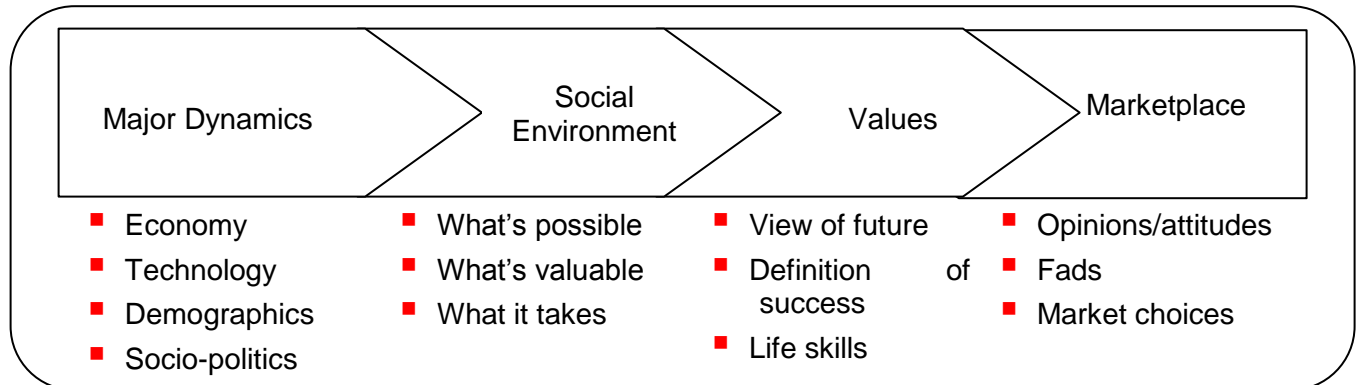 Major Dynamics
Social
Environment
Values
Marketplace
Economy
Technology
Demographics
Socio-politics
What's possible
What's valuable
What it takes
View of future
Definition of
success
Life skills
Opinions/attitudes
Fads
Market choices